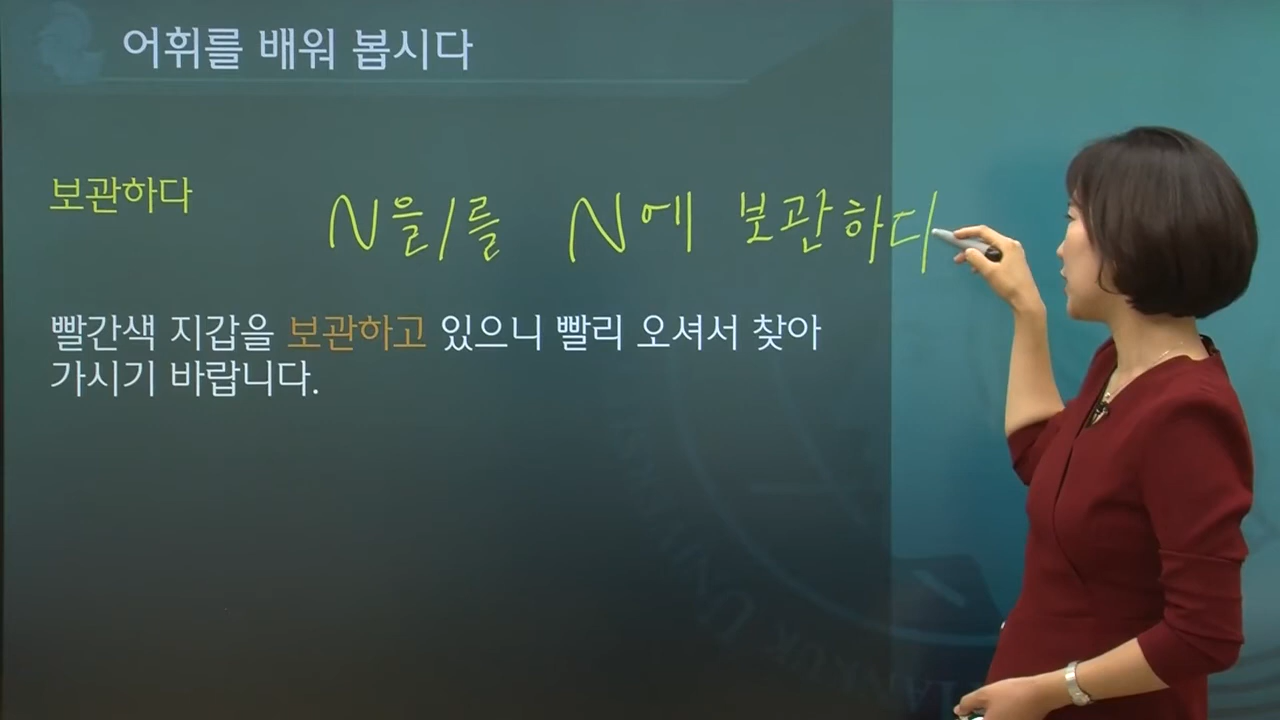 어휘를 배워 봅시다
보관하다
N을/를 N에 보관하다
빨간색 지갑을 보관하고 있으니 빨리 오셔서 찾아
가시기 바랍니다.